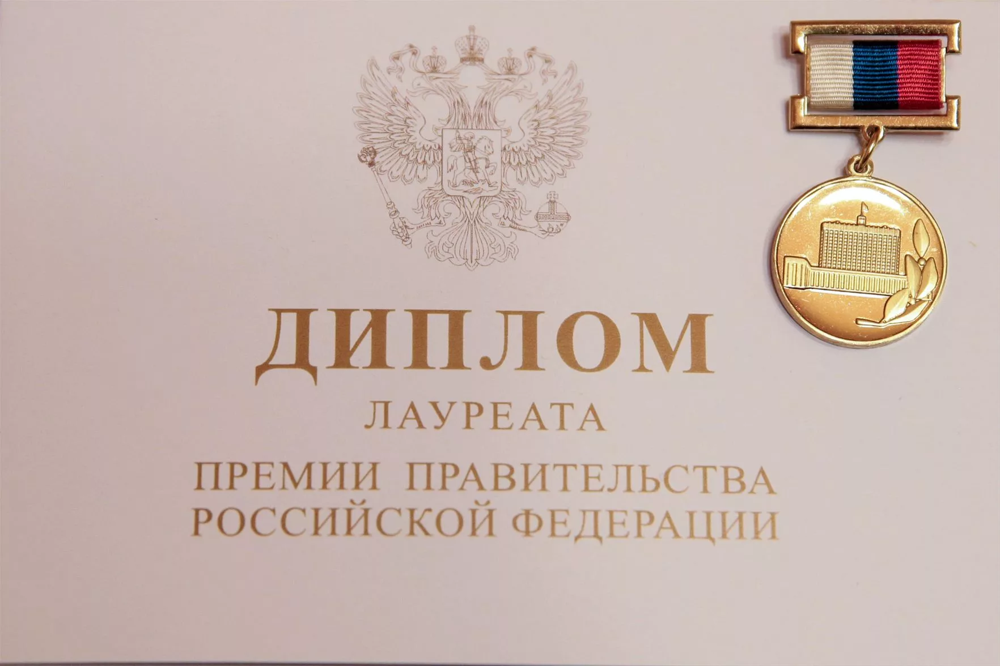 ДИПЛОМ
ЛАУРЕАТА
ПРЕМИИ ПРАВИТЕЛЬСТВА
РОССИЙСКОЙ ФЕДЕРАЦИИ